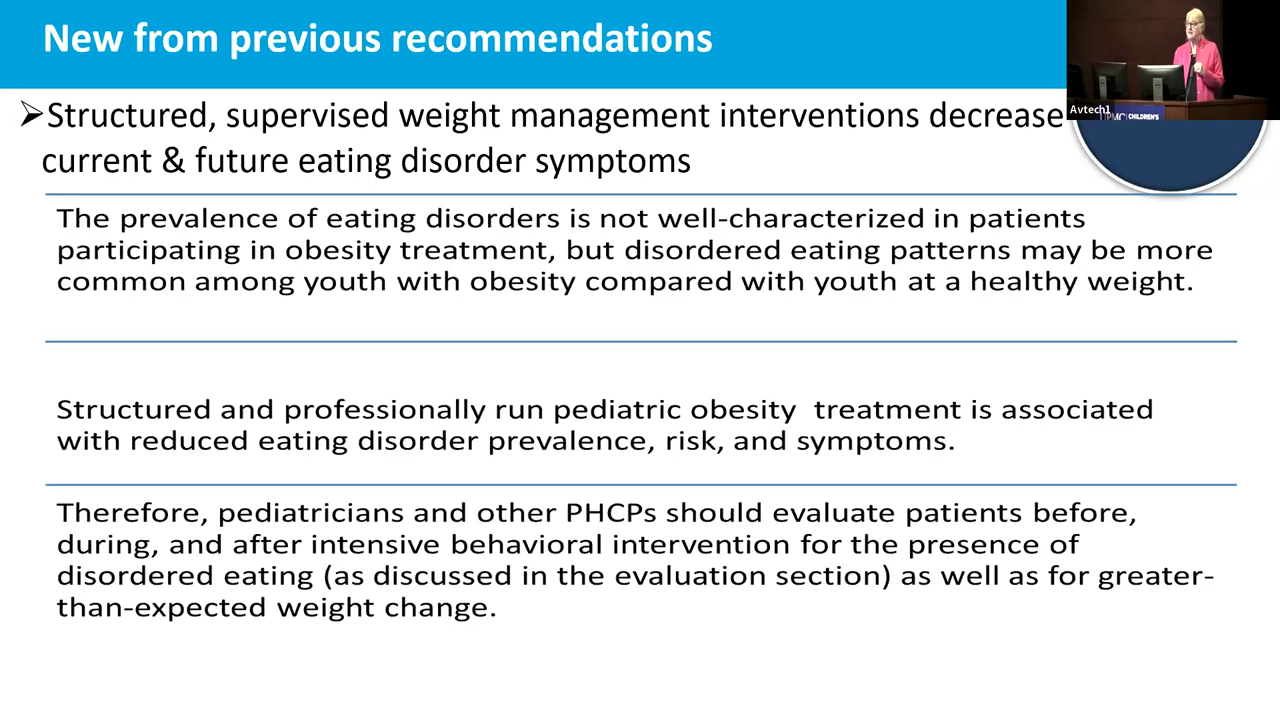 New from previous recommendations
➢Structured, supervised weight management interventions decrease
current & future eating disorder symptoms
Avtech1
UPMC CHILDREN'S
The prevalence of eating disorders is not well-characterized in patients
participating in obesity treatment, but disordered eating patterns may be more
common among youth with obesity compared with youth at a healthy weight.
Structured and professionally run pediatric obesity  treatment is associated
with reduced eating disorder prevalence, risk, and symptoms.
Therefore, pediatricians and other PHCPs should evaluate patients before,
during, and after intensive behavioral intervention for the presence of
disordered eating (as discussed in the evaluation section) as well as for greater-
than-expected weight change.